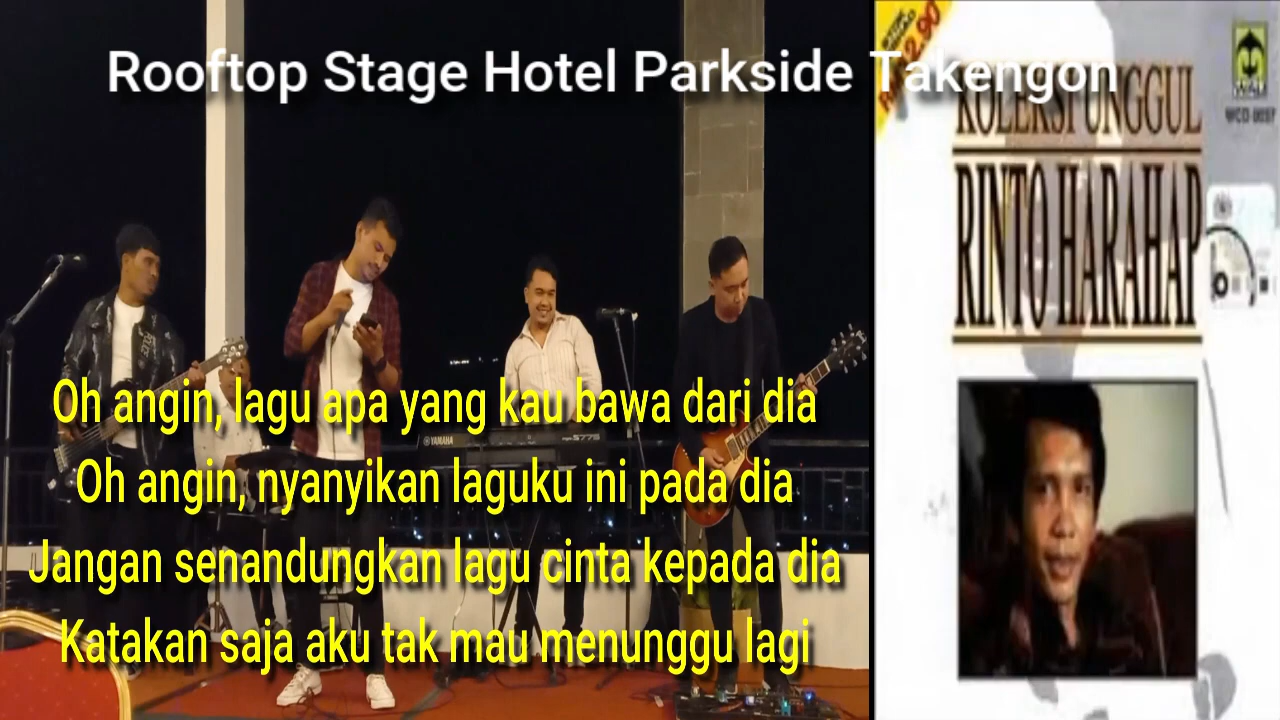 Rooftop Stage Hotel Parkside Takengon
Oh angin, lagu apa yang kau bawa dari dia
Oh angin, nyanyikan laguku ini pada dia
Jangan senandungkan lagu cinta kepada dia
Katakan saja aku tak mau menunggu lagi
YAMAHA
S775
KOLEKSI UNGGUL
RINTO HARAHAP